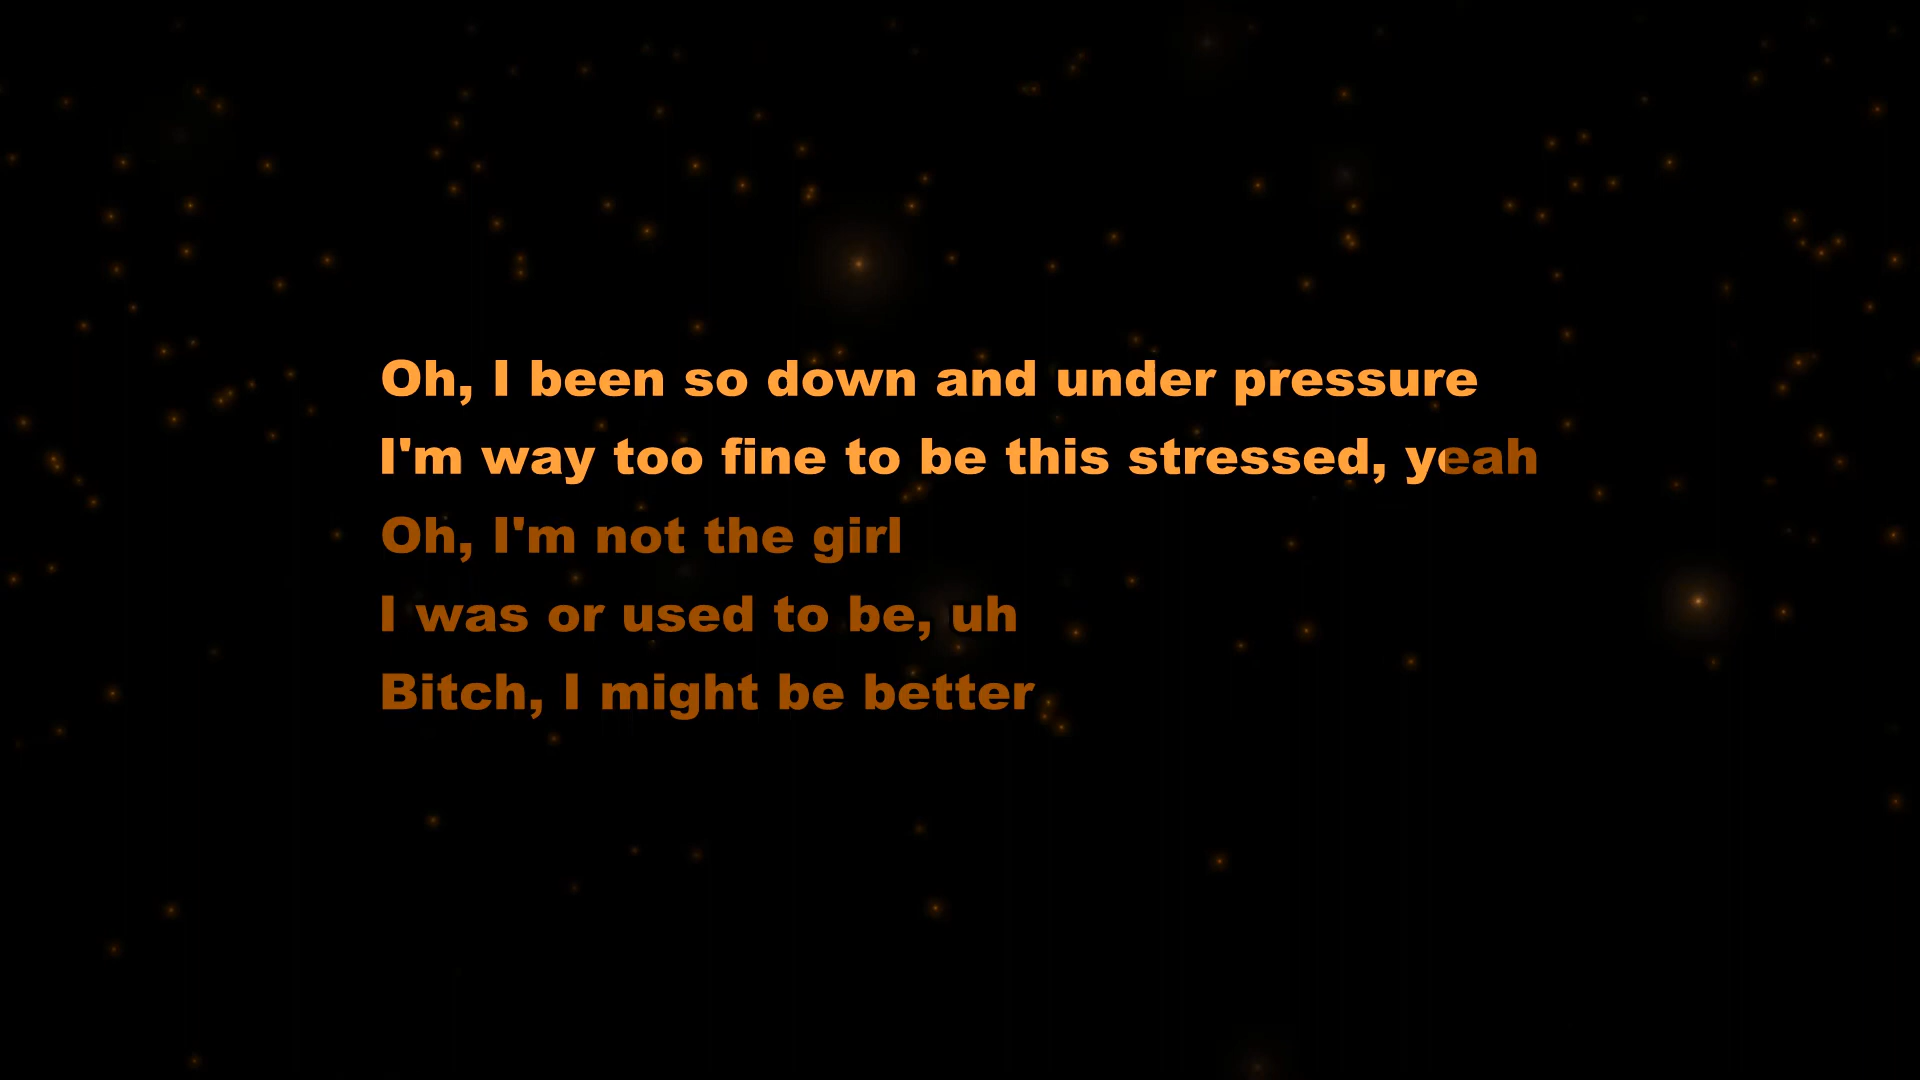 Oh, I been so down and under pressure
I'm way too fine to be this stressed, yeah
Oh, I'm not the girl
I was or used to be, uh
Bitch, I might be better